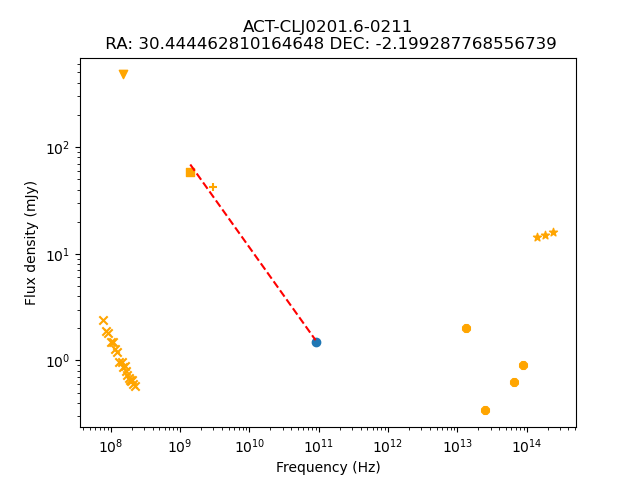 ACT-CLJ0201.6-0211
RA: 30.444462810164648 DEC: -2.199287768556739
Flux density (mJy)
10^2
10^1
10^0
10^8 10^9 10^10 10^11 10^12 10^13 10^14
Frequency (Hz)